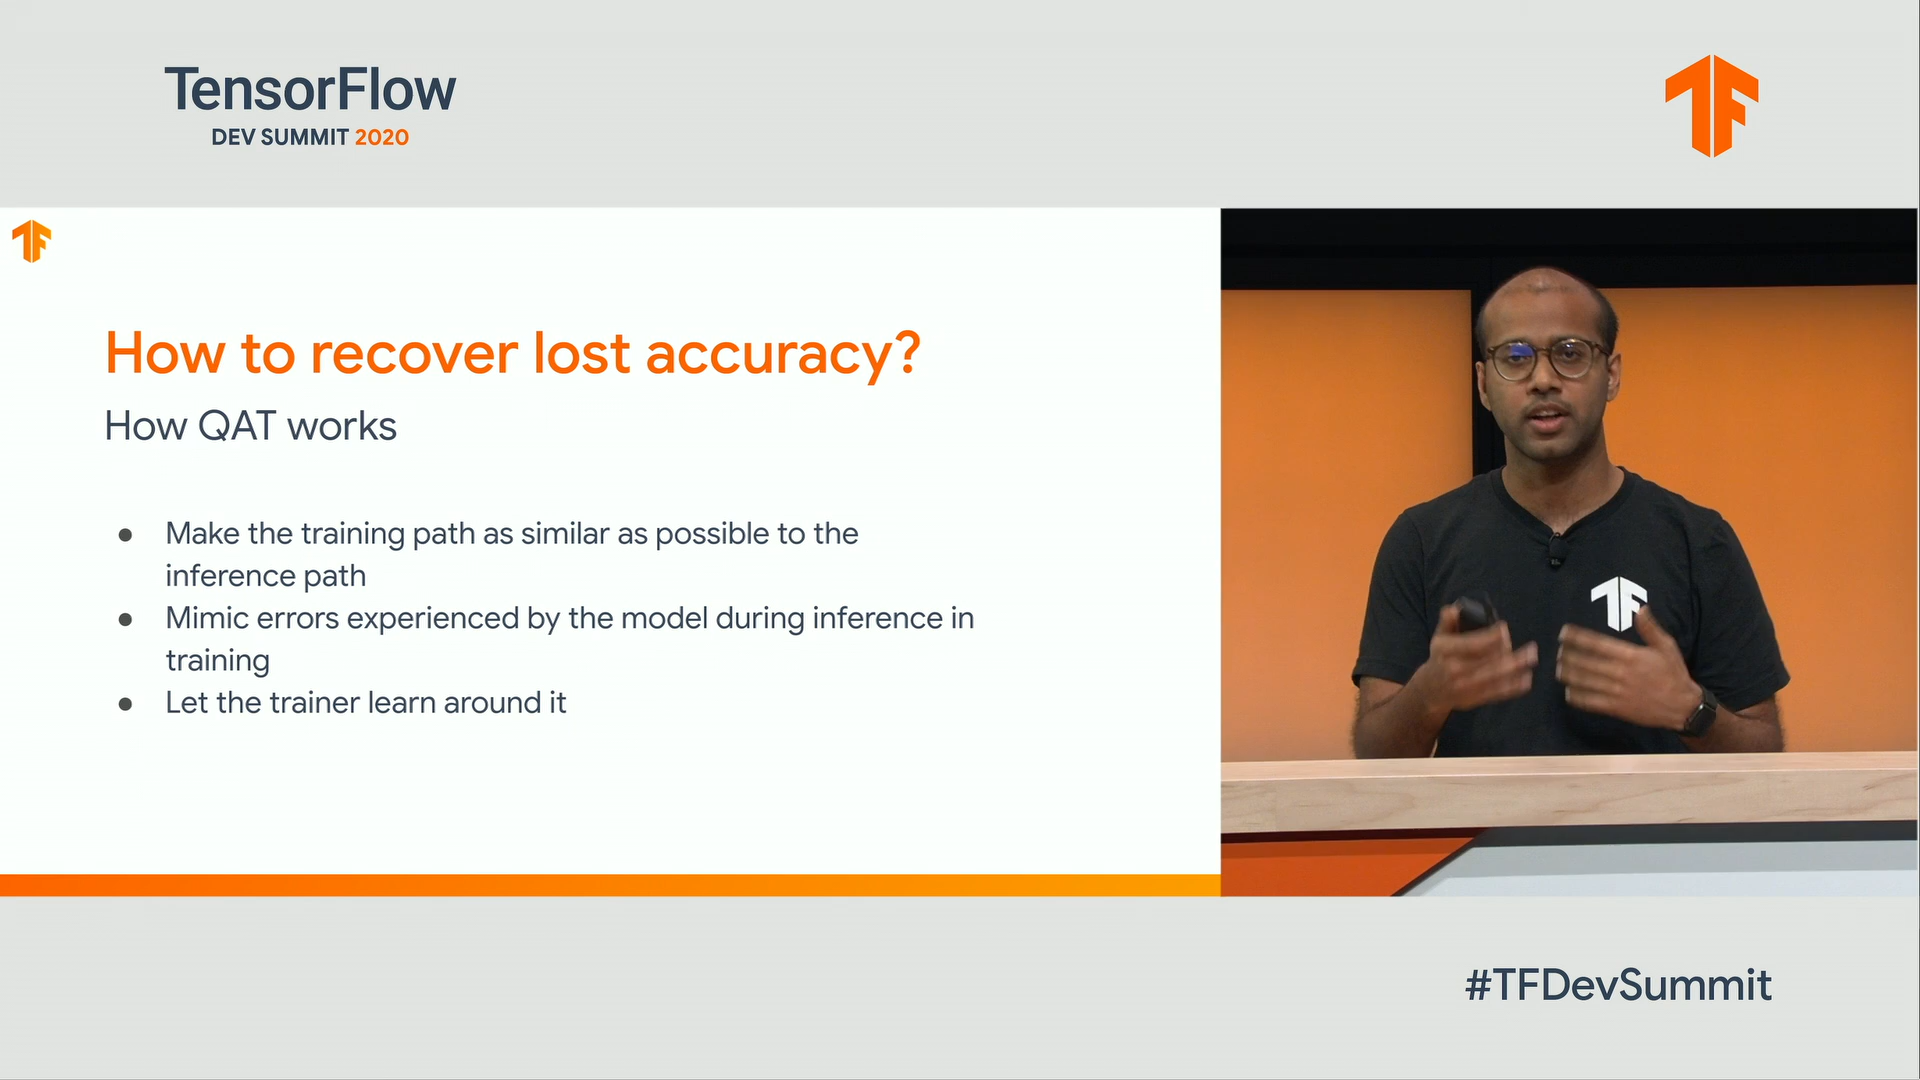 TensorFlow
DEV SUMMIT 2020
How to recover lost accuracy?
How QAT works
● Make the training path as similar as possible to the
inference path
● Mimic errors experienced by the model during inference in
training
● Let the trainer learn around it
#TFDevSummit